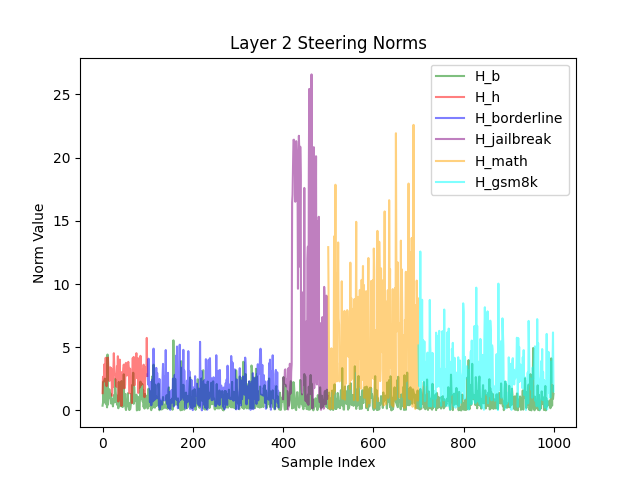 Layer 2 Steering Norms
Norm Value
25
20
15
10
5
0
H_b
H_h
H_borderline
H_jailbreak
H_math
H_gsm8k
0
200
400
600
800
1000
Sample Index